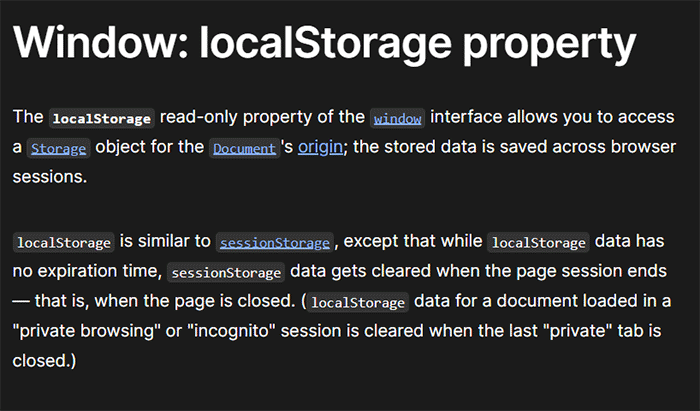 Window: localStorage property
The localStorage read-only property of the window interface allows you to access
a Storage object for the Document's origin; the stored data is saved across browser
sessions.
localStorage is similar to sessionStorage, except that while localStorage data has
no expiration time, sessionStorage data gets cleared when the page session ends
— that is, when the page is closed. (localStorage data for a document loaded in a
"private browsing" or "incognito" session is cleared when the last "private" tab is
closed.)